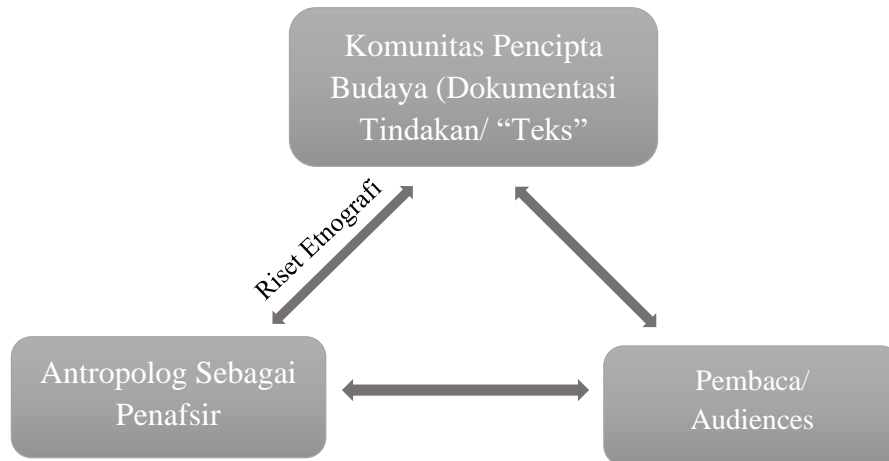 Komunitas Pencipta
Budaya (Dokumentasi
Tindakan/ “Teks”
Riset Etnografi
Antropolog Sebagai
Penafsir
Pembaca/
Audiences